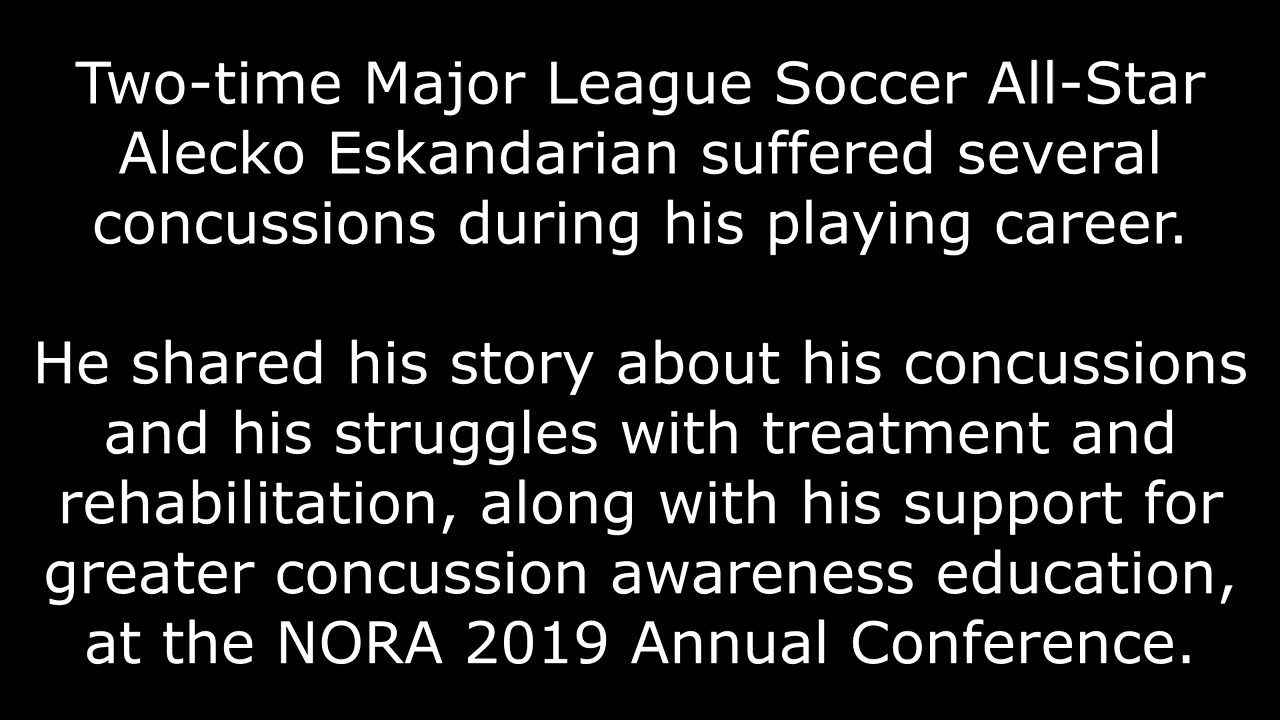 Two-time Major League Soccer All-Star
Alecko Eskandarian suffered several
concussions during his playing career.
He shared his story about his concussions
and his struggles with treatment and
rehabilitation, along with his support for
greater concussion awareness education,
at the NORA 2019 Annual Conference.